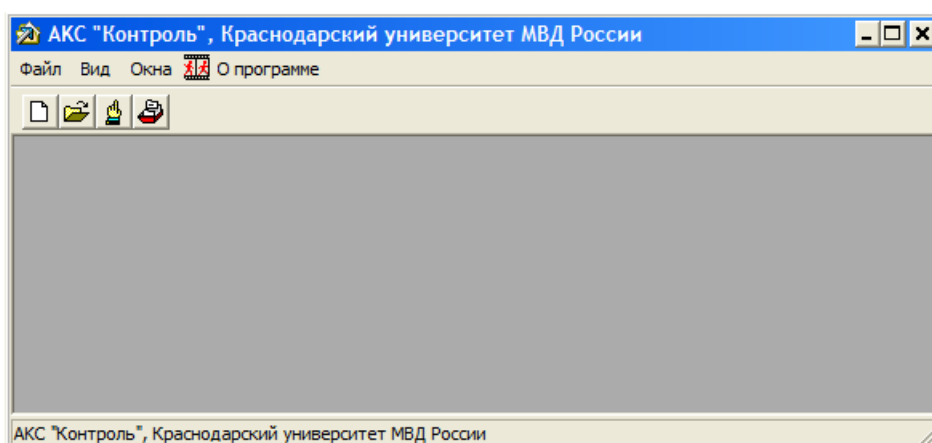 АКС "Контроль", Краснодарский университет МВД России
Файл Вид Окна О программе
АКС "Контроль", Краснодарский университет МВД России